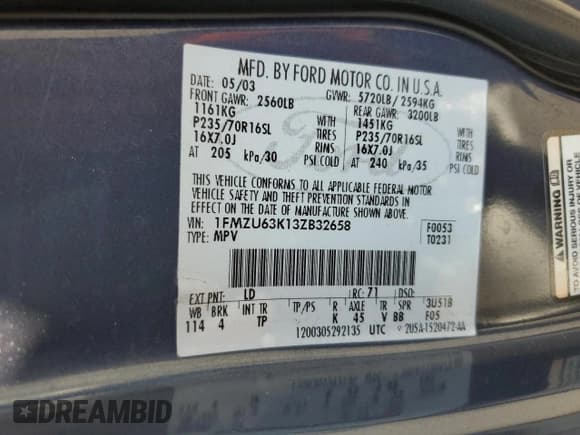 MFD. BY FORD MOTOR CO. IN U.S.A.
DATE: 05/03 GVWR: 5720LB/ 2594KG
FRONT GAWR: 2560LB REAR GAWR: 3200LB
1161KG WITH 1451KG WITH
P235/70R16SL TIRES P235/70R16SL TIRES
16X7.0J RIMS 16X7.0J RIMS
AT 205 kPa/30 PSI COLD AT 240 kPa/35 PSI COLD
Ford
THIS VEHICLE CONFORMS TO ALL APPLICABLE FEDERAL MOTOR
VEHICLE SAFETY AND THEFT PREVENTION STANDARDS IN
EFFECT ON THE DATE OF MANUFACTURE SHOWN ABOVE.
VIN: 1FMZU63K13ZB32658 F0053
TYPE: MPV T0231
EXT PNT: LD RC: 71 DSO:
WB BRK INT TR TP/PS R AXLE TR SPR 3U51B
114 4 TP K 45 V BB F05
1200305292135 UTC 2U5A-1520472-AA
WARNING
DREAMBID